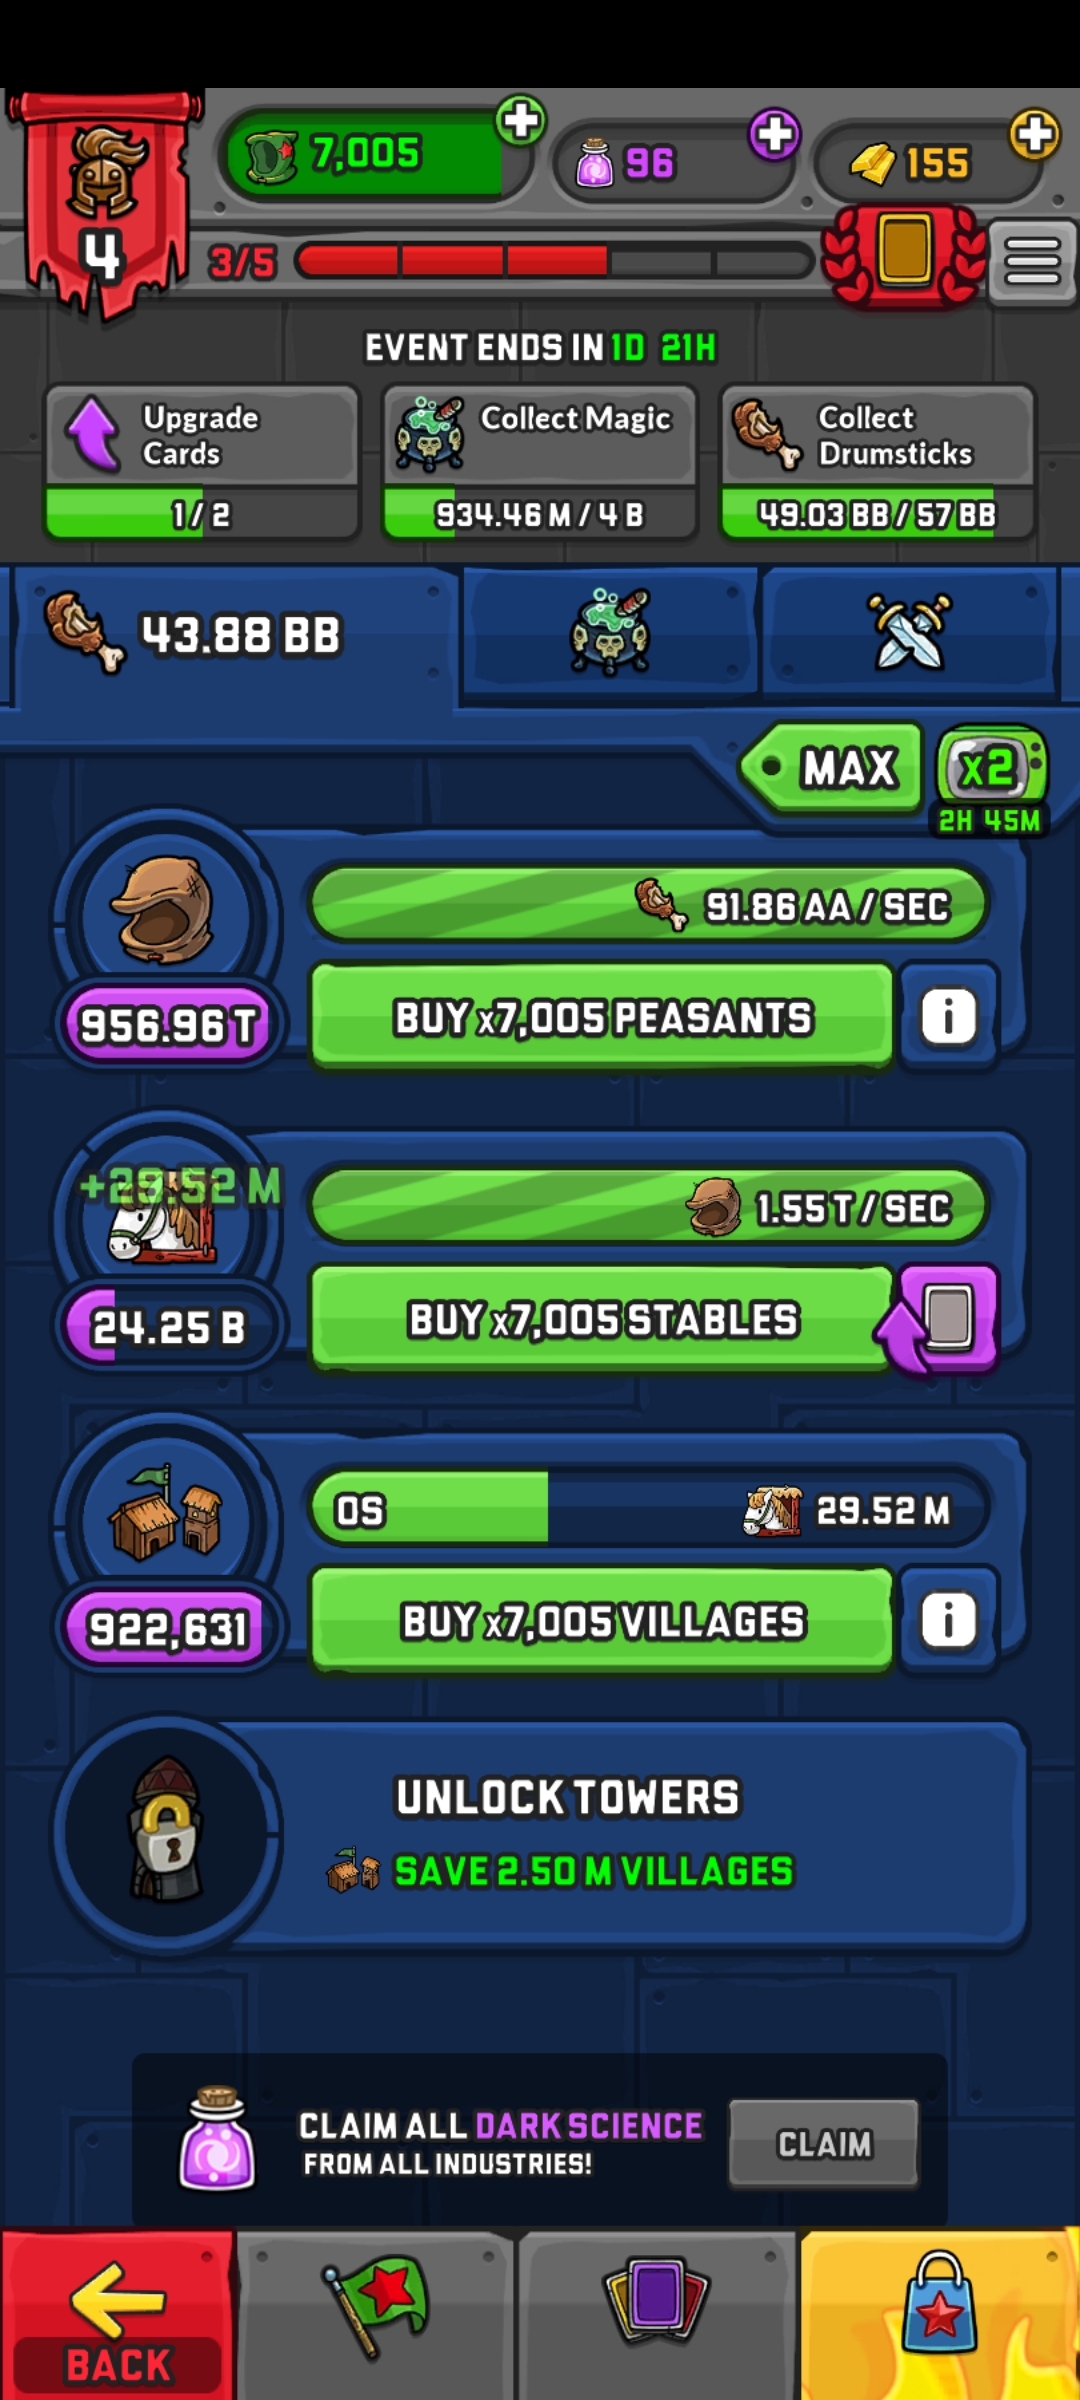 4
7,005
96
155
3/5
EVENT ENDS IN 1D 21H
Upgrade
Cards
1/2
Collect Magic
934.46 M / 4 B
Collect
Drumsticks
49.03 BB / 57 BB
43.88 BB
MAX
x2
2H 45M
91.86 AA / SEC
956.96 T
BUY x7,005 PEASANTS
i
+29.52 M
1.55 T / SEC
24.25 B
BUY x7,005 STABLES
0S
29.52 M
922,631
BUY x7,005 VILLAGES
i
UNLOCK TOWERS
SAVE 2.50 M VILLAGES
CLAIM ALL DARK SCIENCE
FROM ALL INDUSTRIES!
CLAIM
BACK